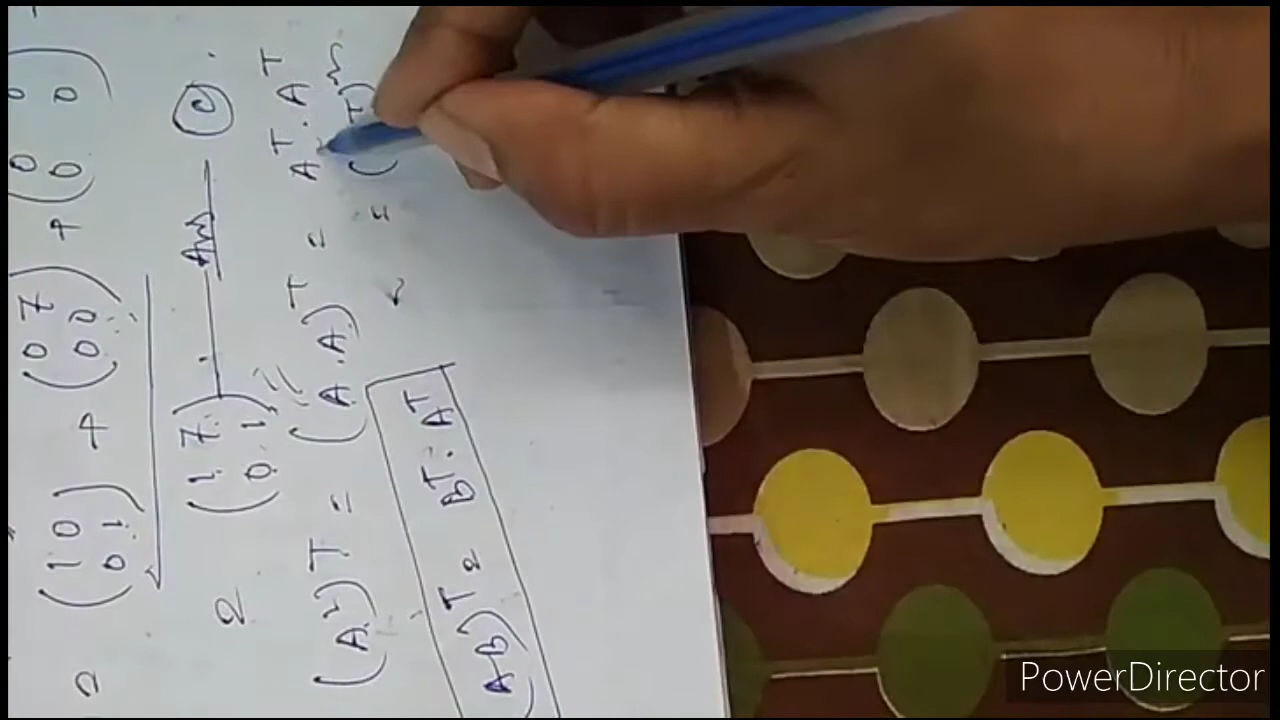 = (1 0 0 1) + (0 7 0 0) + (0 0 0 0)
= (1 7 0 1). Ans (C).
(A²)T = (A.A)T = AT.AT
= ( T)²
(AB)T = BT.AT
PowerDirector